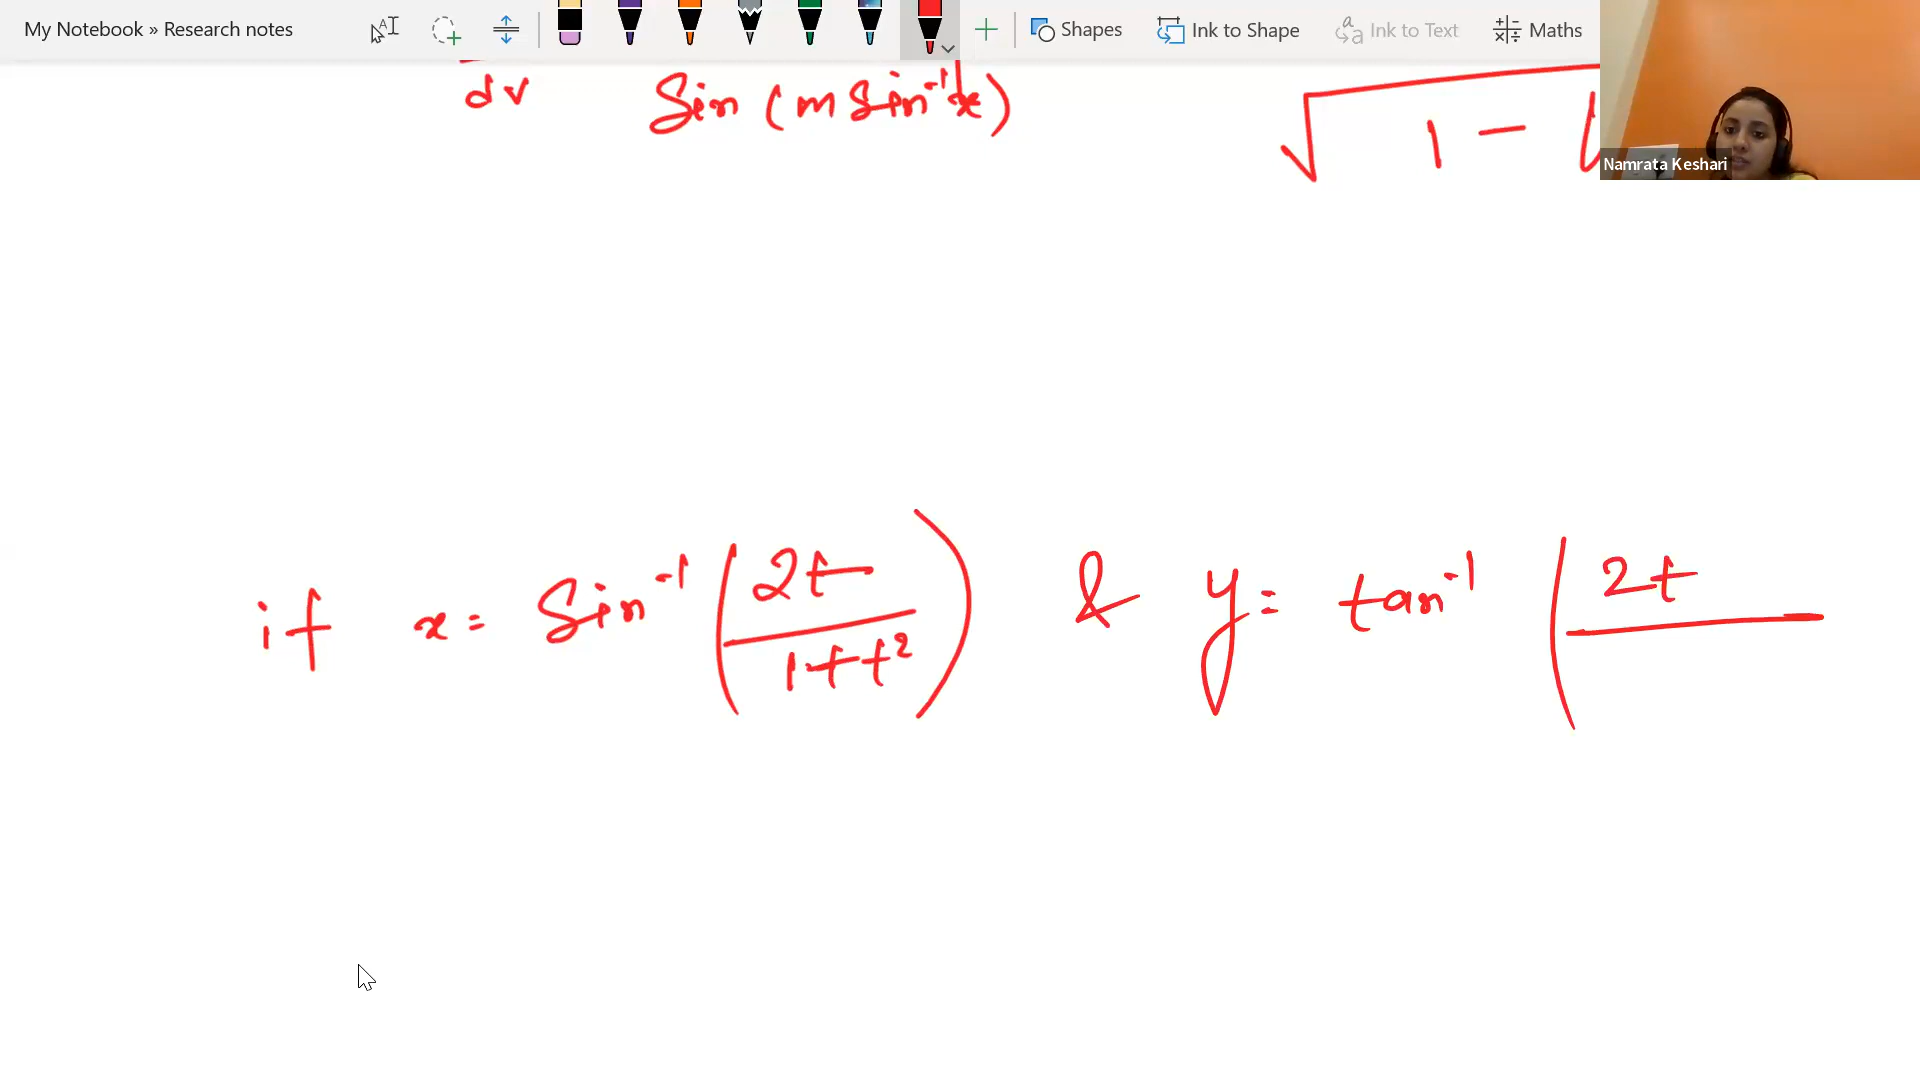 My Notebook » Research notes
Shapes
Ink to Shape
Ink to Text
Maths
dv
Sin (m Sin⁻¹x)
√ 1 −
Namrata Keshari
if x = Sin⁻¹ (2t / 1+t²) & y = tan⁻¹ (2t /